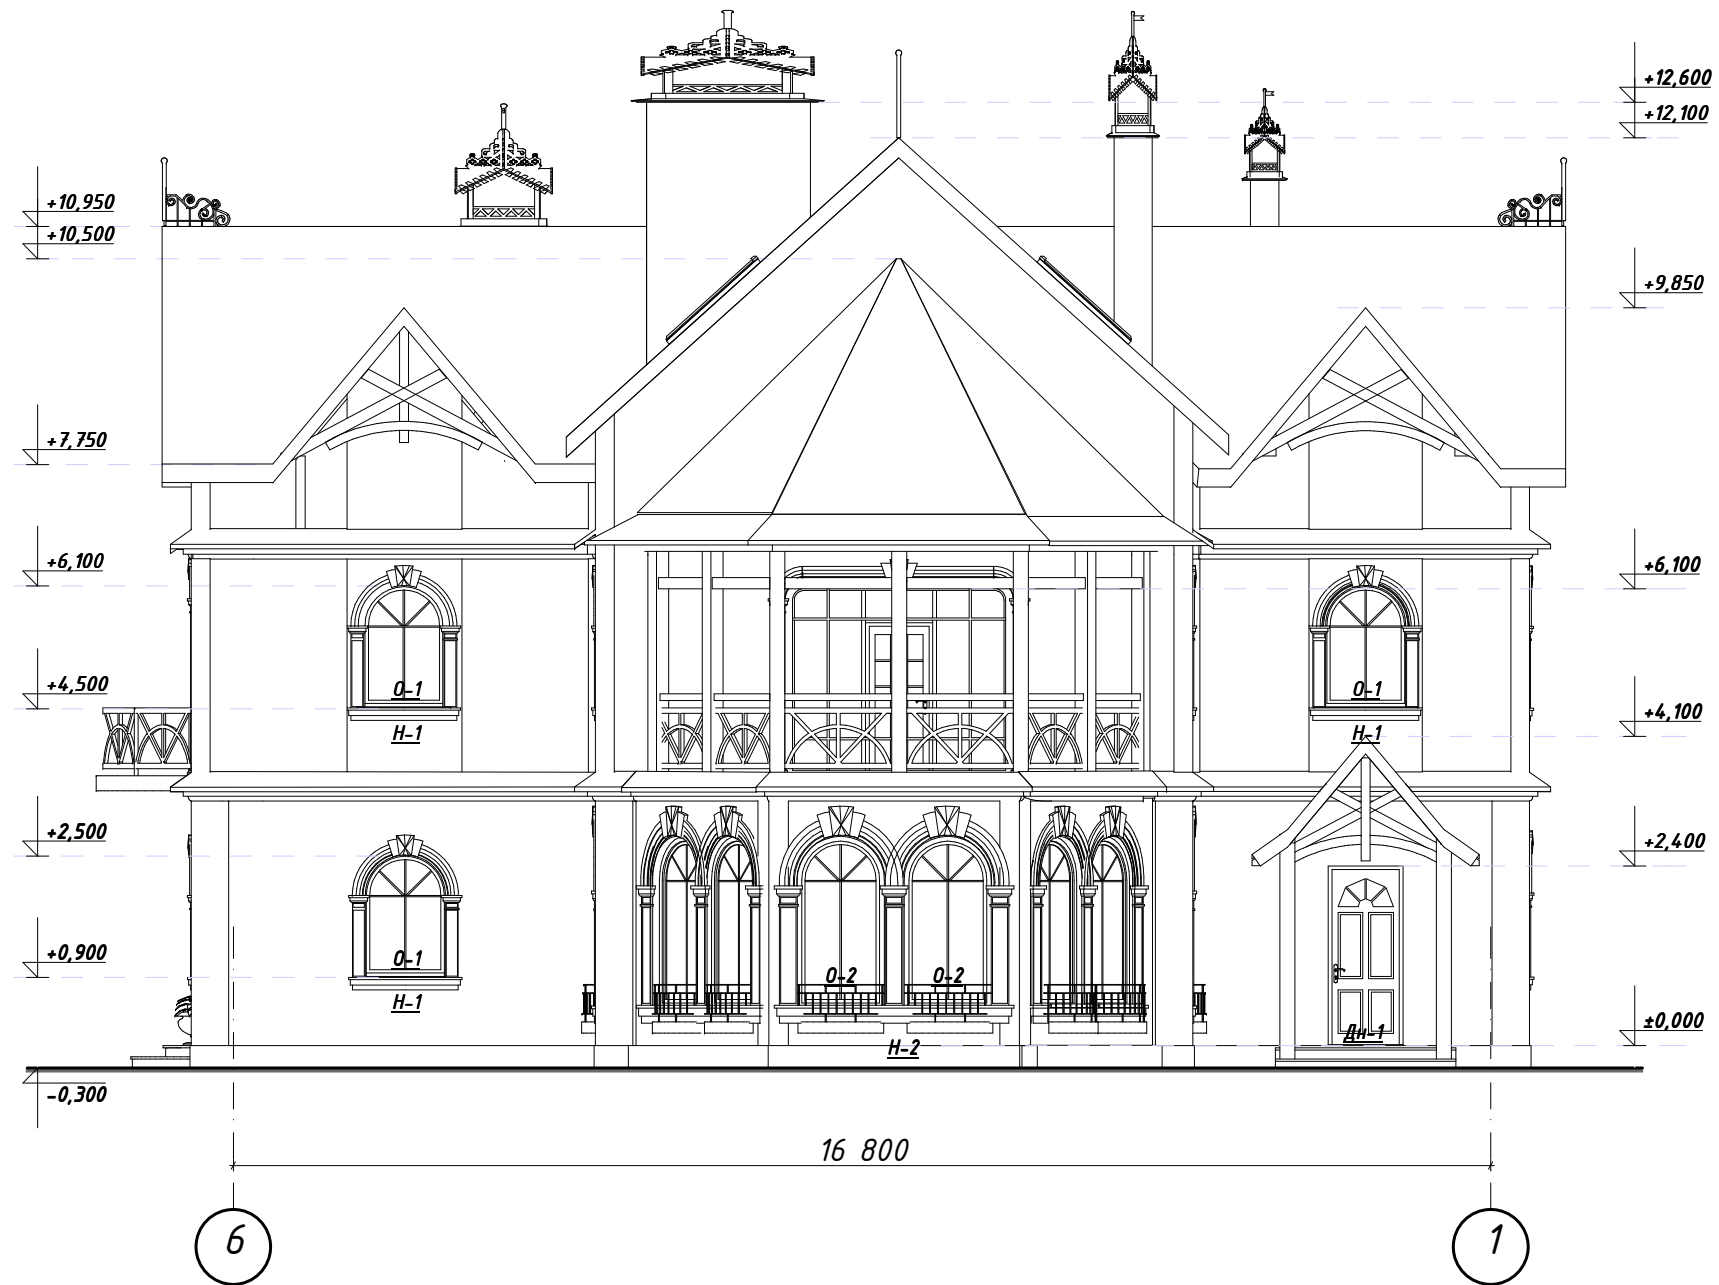 +12,600
+12,100
+10,950
+10,500
+9,850
+7,750
+6,100
+6,100
+4,500
О-1
О-1
+4,100
Н-1
Н-1
+2,500
+2,400
+0,900
О-1
О-2
О-2
Н-1
±0,000
Дн-1
Н-2
-0,300
16 800
6
1